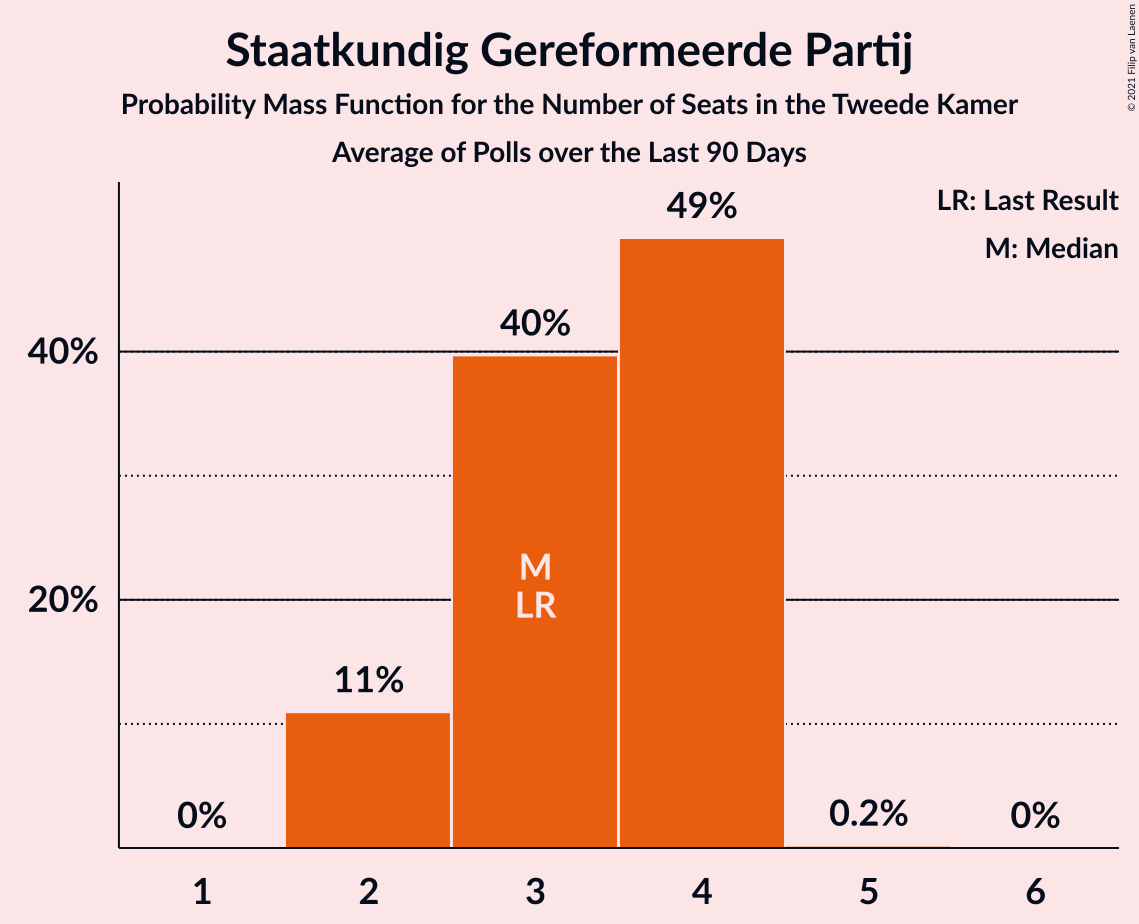 Staatkundig Gereformeerde Partij
Probability Mass Function for the Number of Seats in the Tweede Kamer
Average of Polls over the Last 90 Days
© 2021 Filip van Laenen
LR: Last Result
M: Median
49%
40%
40%
20%
M
LR
11%
0%
0.2%
0%
1 2 3 4 5 6